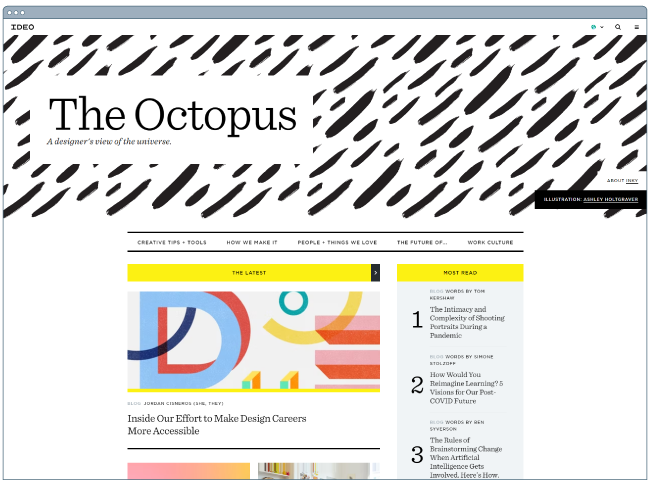 IDEO
The Octopus
A designer's view of the universe.
ABOUT INKY
ILLUSTRATION: ASHLEY HOLTGRAVER
CREATIVE TIPS + TOOLS HOW WE MAKE IT PEOPLE + THINGS WE LOVE THE FUTURE OF... WORK CULTURE
THE LATEST
BLOG JORDAN CISNEROS (SHE, THEY)
Inside Our Effort to Make Design Careers
More Accessible
MOST READ
1
BLOG WORDS BY TOM
KERSHAW
The Intimacy and
Complexity of Shooting
Portraits During a
Pandemic
2
BLOG WORDS BY SIMONE
STOLZOFF
How Would You
Reimagine Learning? 5
Visions for Our Post-
COVID Future
3
BLOG WORDS BY BEN
SYVERSON
The Rules of
Brainstorming Change
When Artificial
Intelligence Gets
Involved. Here's How.